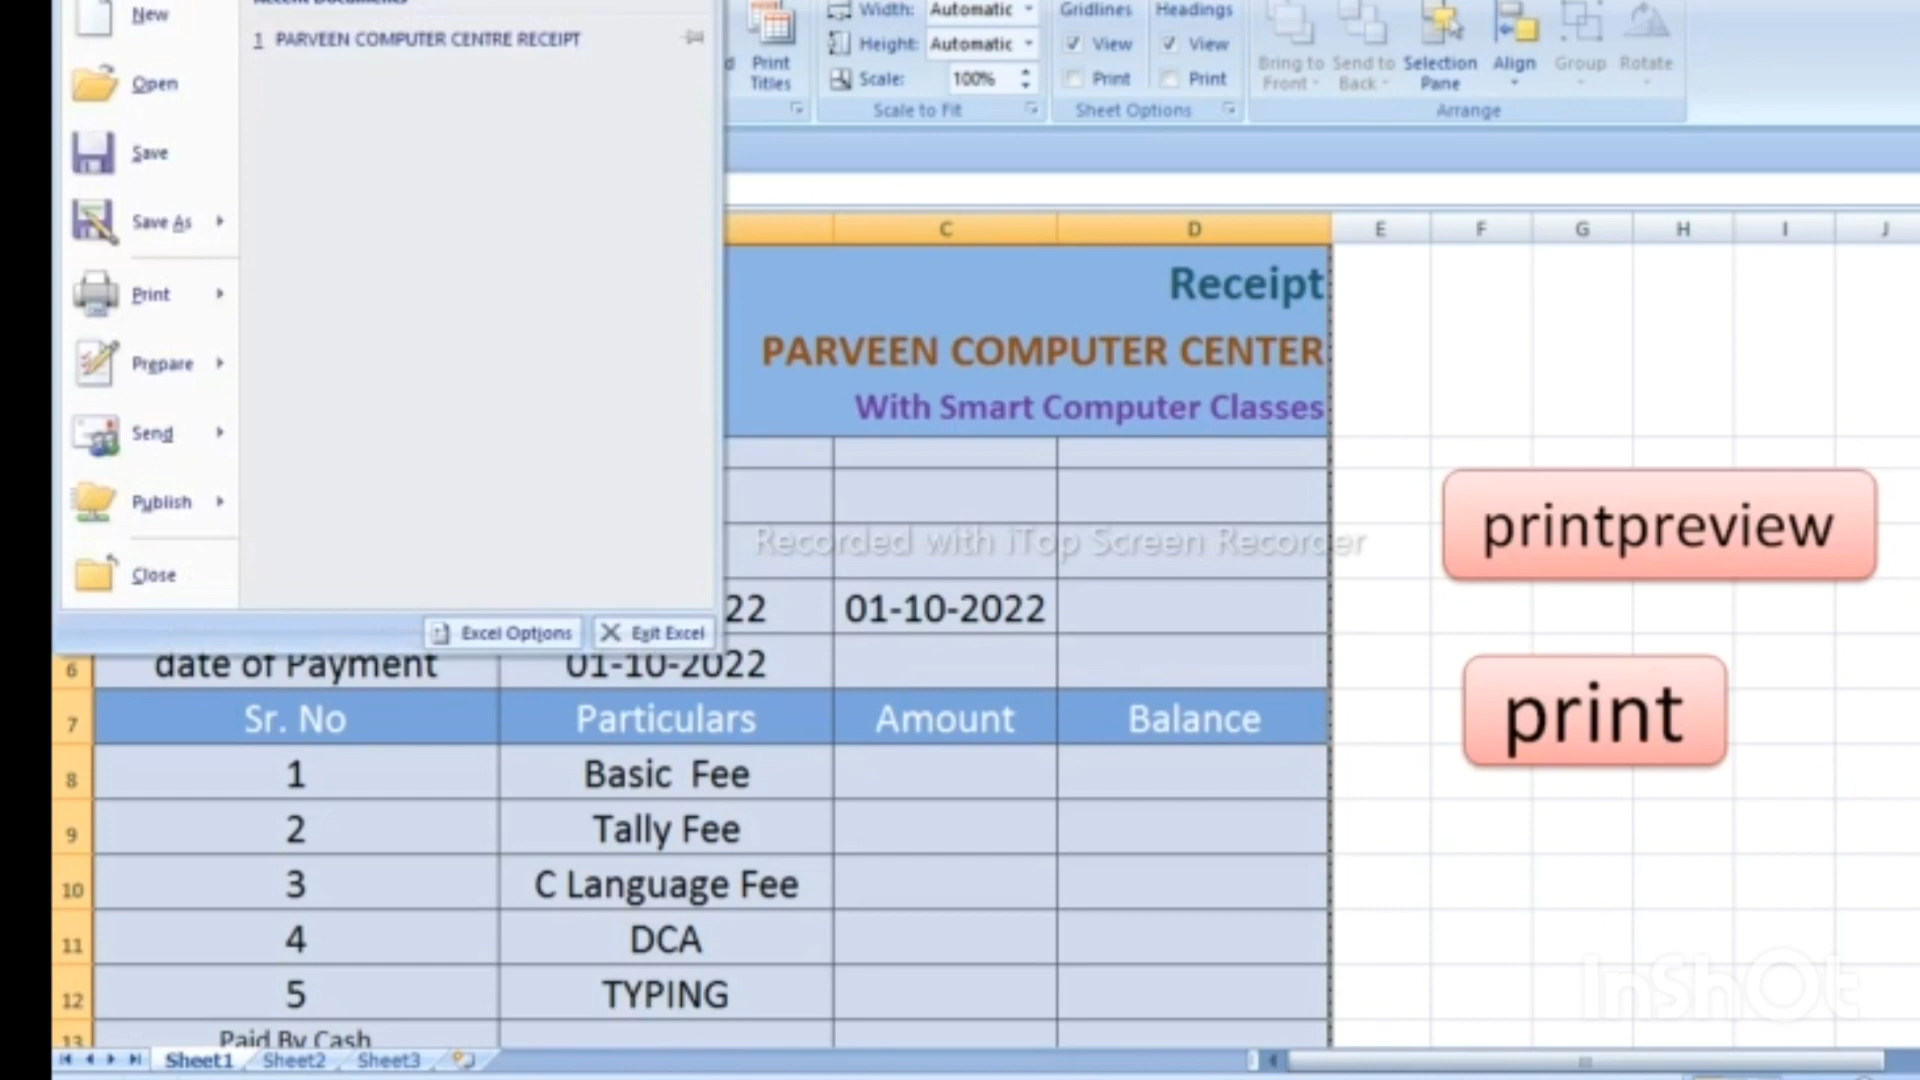 New
Recent Documents
1 PARVEEN COMPUTER CENTRE RECEIPT
Open
Save
Save As
Print
Prepare
Send
Publish
Close
Excel Options
Exit Excel
Print Titles
Width: Automatic
Height: Automatic
Scale: 100%
Scale to Fit
Gridlines
View
Print
Headings
View
Print
Sheet Options
Bring to Front
Send to Back
Selection Pane
Align
Group
Rotate
Arrange
C D E F G H I J
Receipt
PARVEEN COMPUTER CENTER
With Smart Computer Classes
Recorded with iTop Screen Recorder
22 01-10-2022
6 date of Payment 01-10-2022
7 Sr. No Particulars Amount Balance
8 1 Basic Fee
9 2 Tally Fee
10 3 C Language Fee
11 4 DCA
12 5 TYPING
13 Paid By Cash
printpreview
print
InShOt
Sheet1 Sheet2 Sheet3